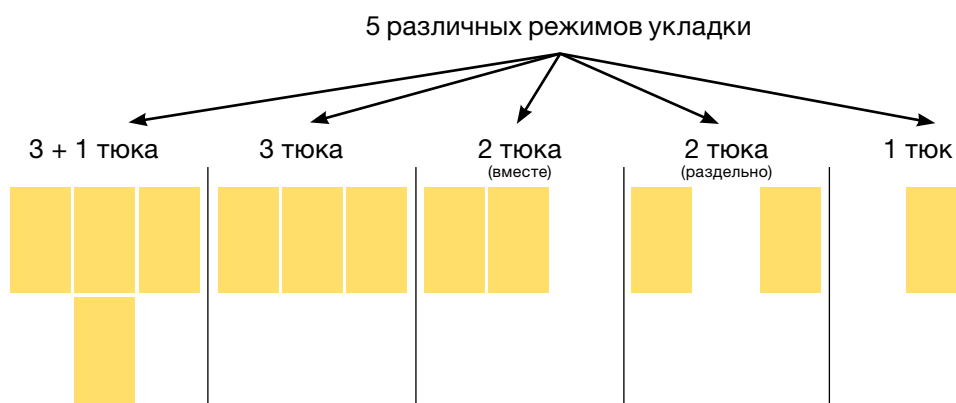 5 различных режимов укладки
3 + 1 тюка
3 тюка
2 тюка
(вместе)
2 тюка
(раздельно)
1 тюк